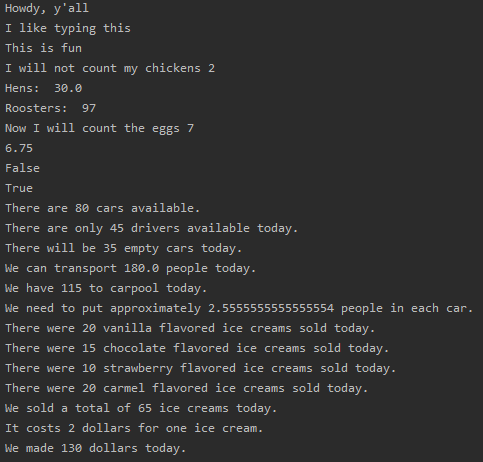 Howdy, y'all
I like typing this
This is fun
I will not count my chickens 2
Hens:  30.0
Roosters:  97
Now I will count the eggs 7
6.75
False
True
There are 80 cars available.
There are only 45 drivers available today.
There will be 35 empty cars today.
We can transport 180.0 people today.
We have 115 to carpool today.
We need to put approximately 2.5555555555555554 people in each car.
There were 20 vanilla flavored ice creams sold today.
There were 15 chocolate flavored ice creams sold today.
There were 10 strawberry flavored ice creams sold today.
There were 20 carmel flavored ice creams sold today.
We sold a total of 65 ice creams today.
It costs 2 dollars for one ice cream.
We made 130 dollars today.